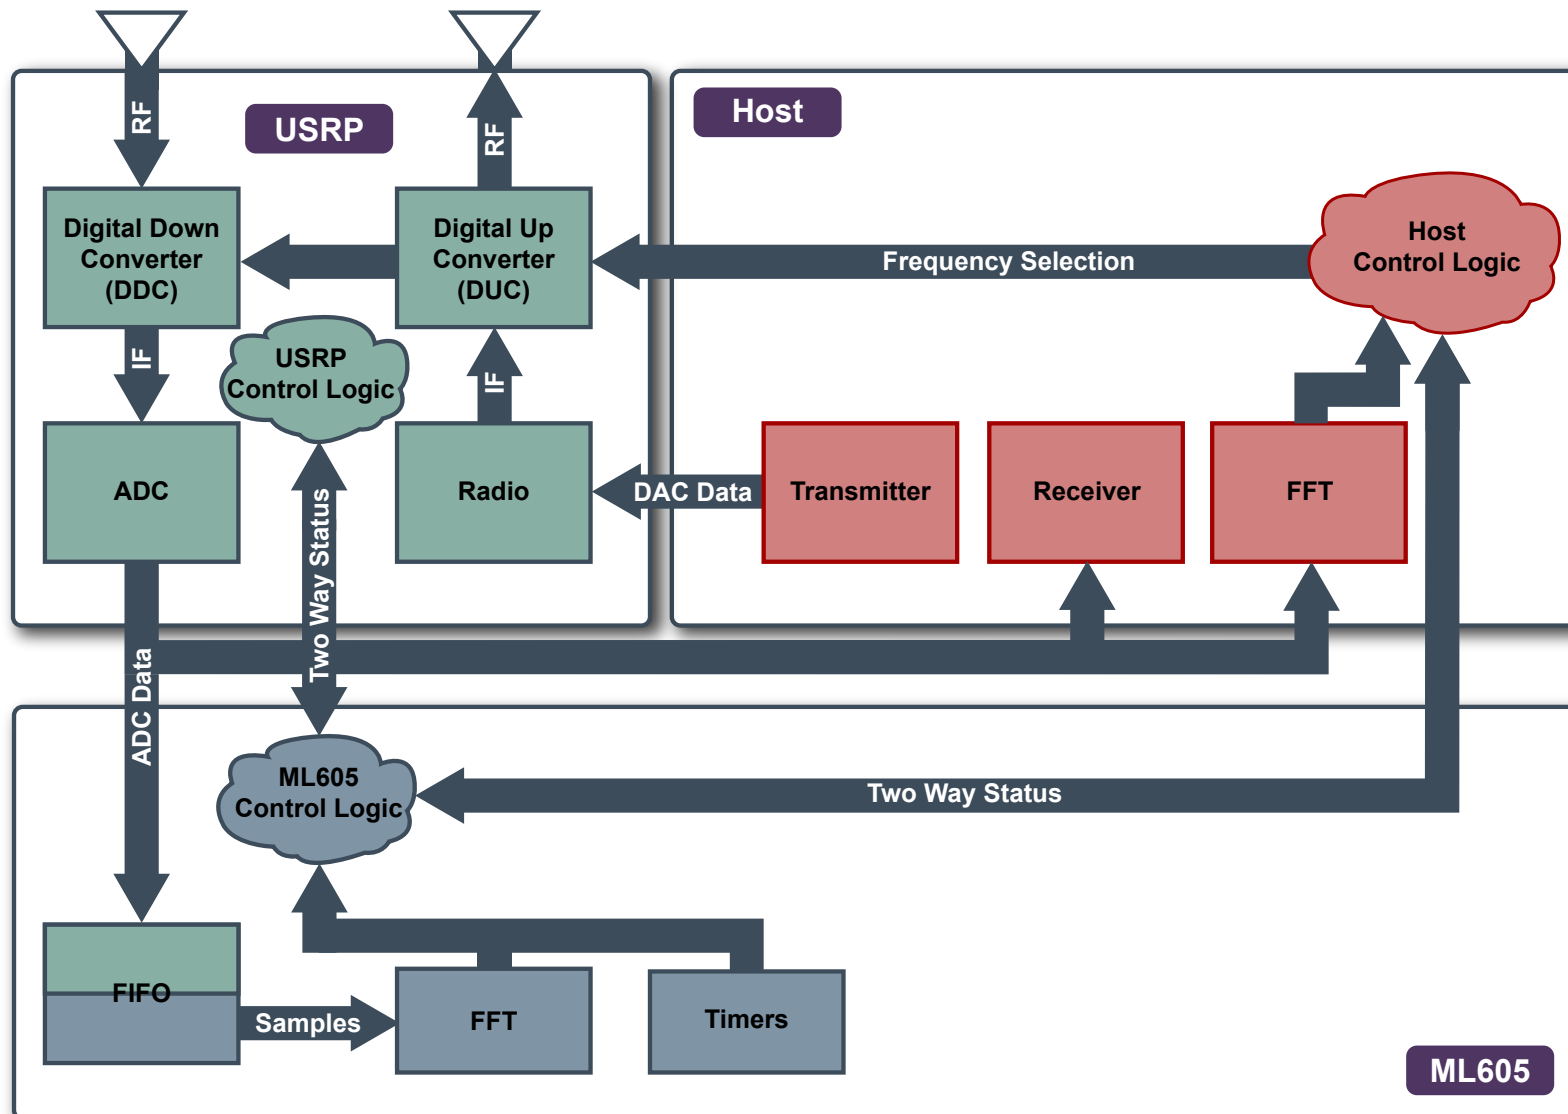 RF
USRP
RF
Host
Digital Down
Converter
(DDC)
Digital Up
Converter
(DUC)
Frequency Selection
Host
Control Logic
IF
USRP
Control Logic
IF
ADC
Radio
DAC Data
Transmitter
Receiver
FFT
Two Way Status
ADC Data
ML605
Control Logic
Two Way Status
FIFO
Samples
FFT
Timers
ML605